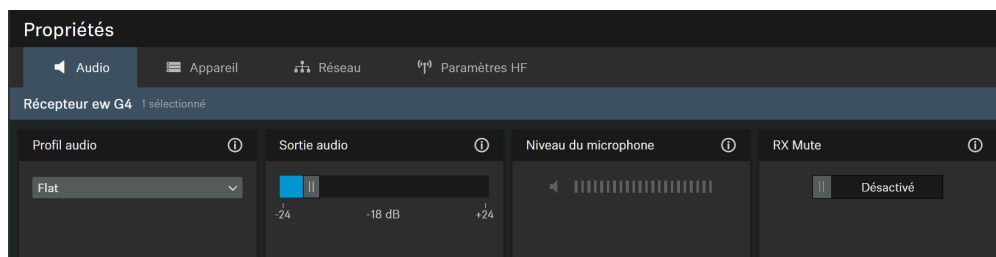 Propriétés
Audio Appareil Réseau Paramètres HF
Récepteur ew G4 1 sélectionné
Profil audio Sortie audio Niveau du microphone RX Mute
Flat Désactivé
-24 -18 dB +24